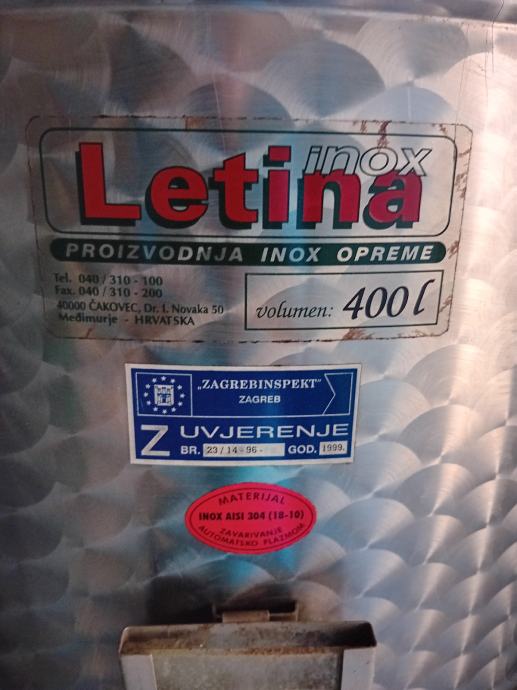 Letina inox
PROIZVODNJA INOX OPREME
Tel. 040 / 310 - 100
Fax. 040 / 310 - 200
40000 ČAKOVEC, Dr. I. Novaka 50
Međimurje - HRVATSKA
volumen: 400 l
„ZAGREBINSPEKT"
ZAGREB
Z UVJERENJE
BR. 23 / 14 - 96 - GOD. 1999.
MATERIJAL
INOX AISI 304 (18-10)
ZAVARIVANJE
AUTOMATSKO PLAZMOM